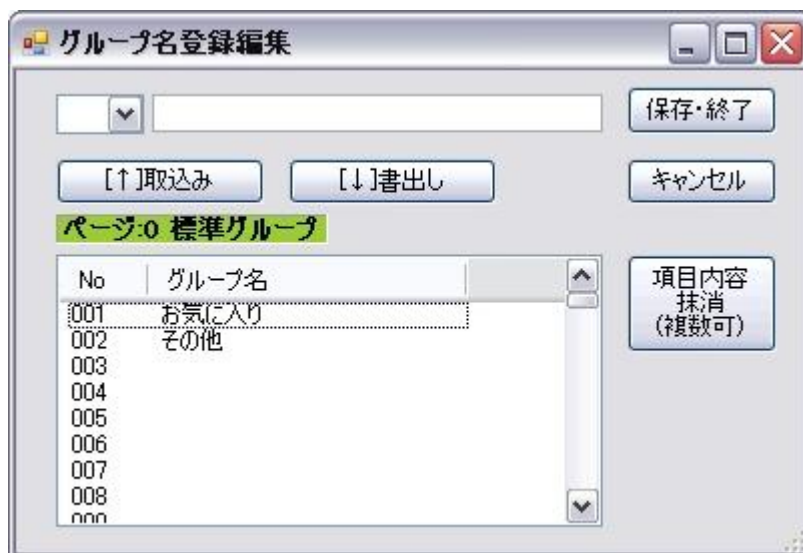 グループ名登録編集
保存・終了
[↑]取込み
[↓]書出し
キャンセル
ページ:0 標準グループ
No グループ名
001 お気に入り
002 その他
003
004
005
006
007
008
項目内容
抹消
(複数可)